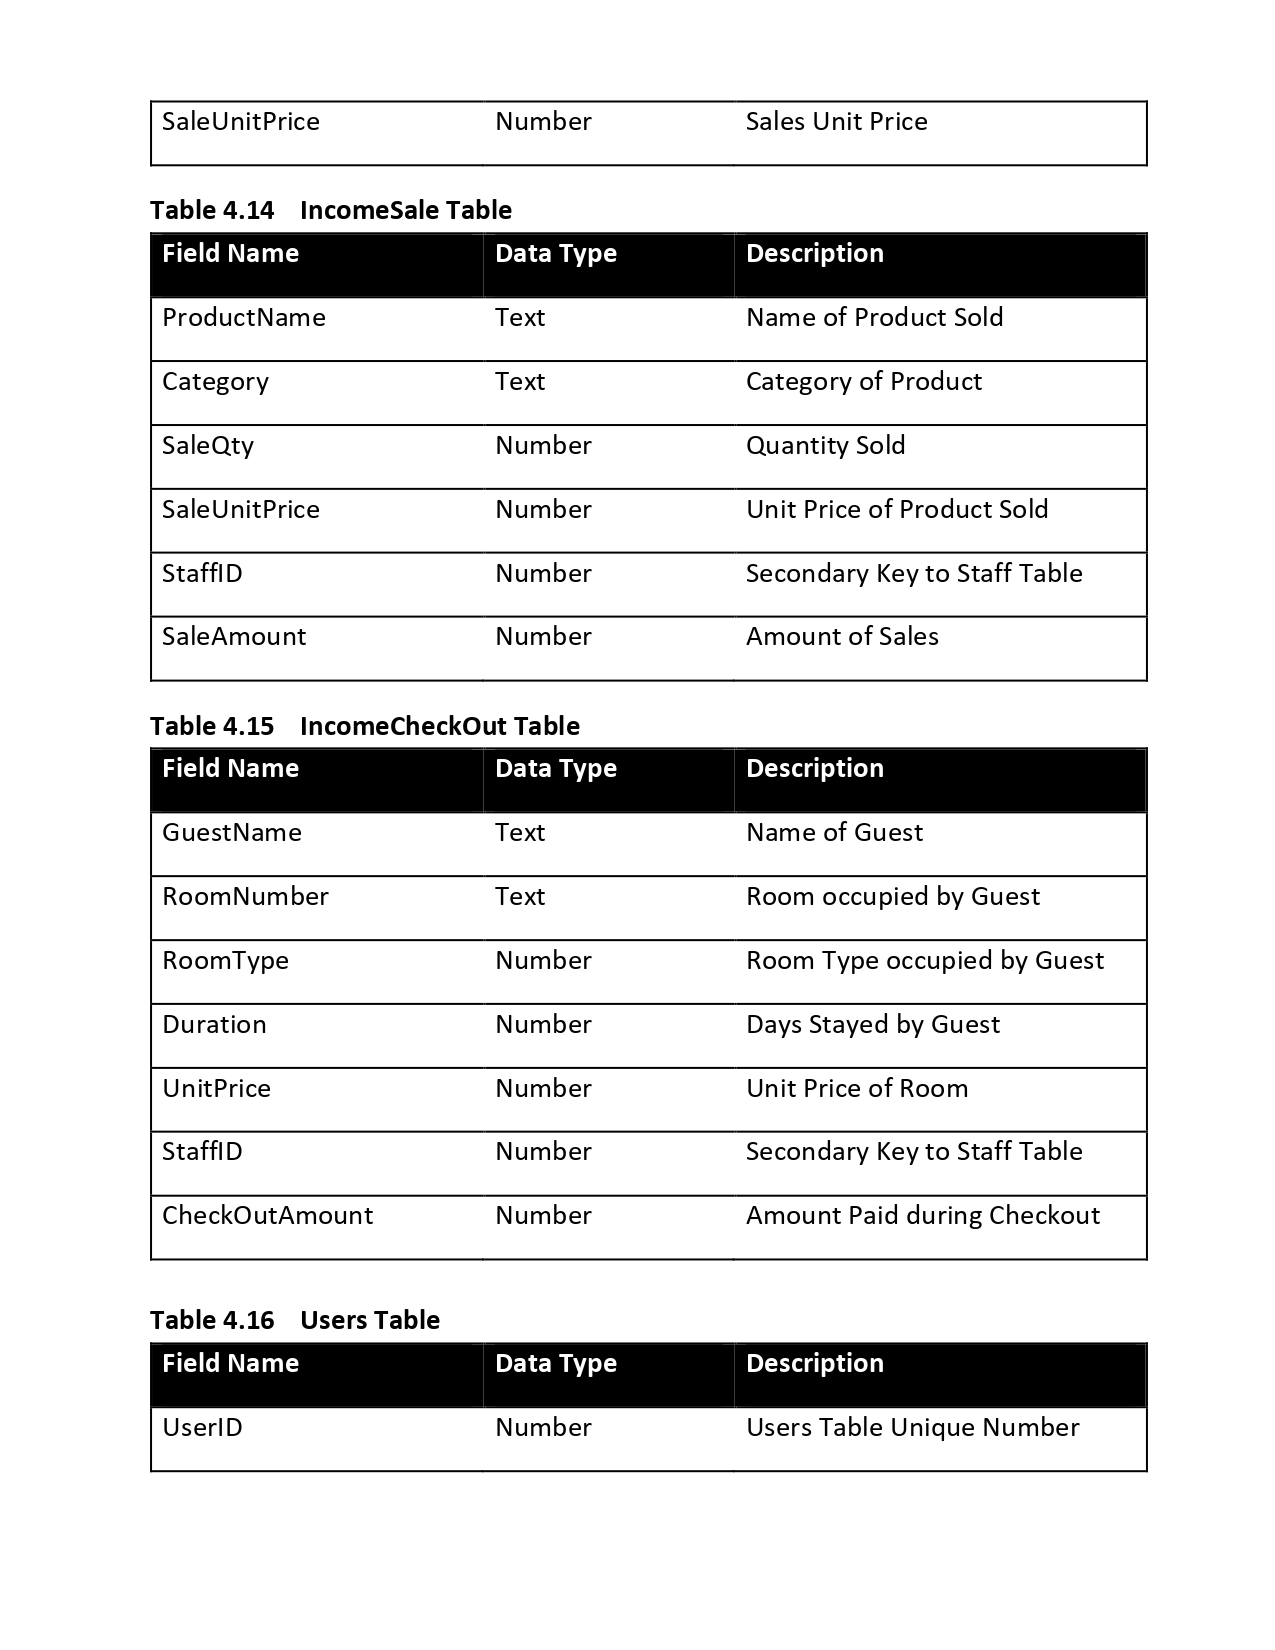 SaleUnitPrice Number Sales Unit Price
Table 4.14 IncomeSale Table
Field Name Data Type Description
ProductName Text Name of Product Sold
Category Text Category of Product
SaleQty Number Quantity Sold
SaleUnitPrice Number Unit Price of Product Sold
StaffID Number Secondary Key to Staff Table
SaleAmount Number Amount of Sales
Table 4.15 IncomeCheckOut Table
Field Name Data Type Description
GuestName Text Name of Guest
RoomNumber Text Room occupied by Guest
RoomType Number Room Type occupied by Guest
Duration Number Days Stayed by Guest
UnitPrice Number Unit Price of Room
StaffID Number Secondary Key to Staff Table
CheckOutAmount Number Amount Paid during Checkout
Table 4.16 Users Table
Field Name Data Type Description
UserID Number Users Table Unique Number